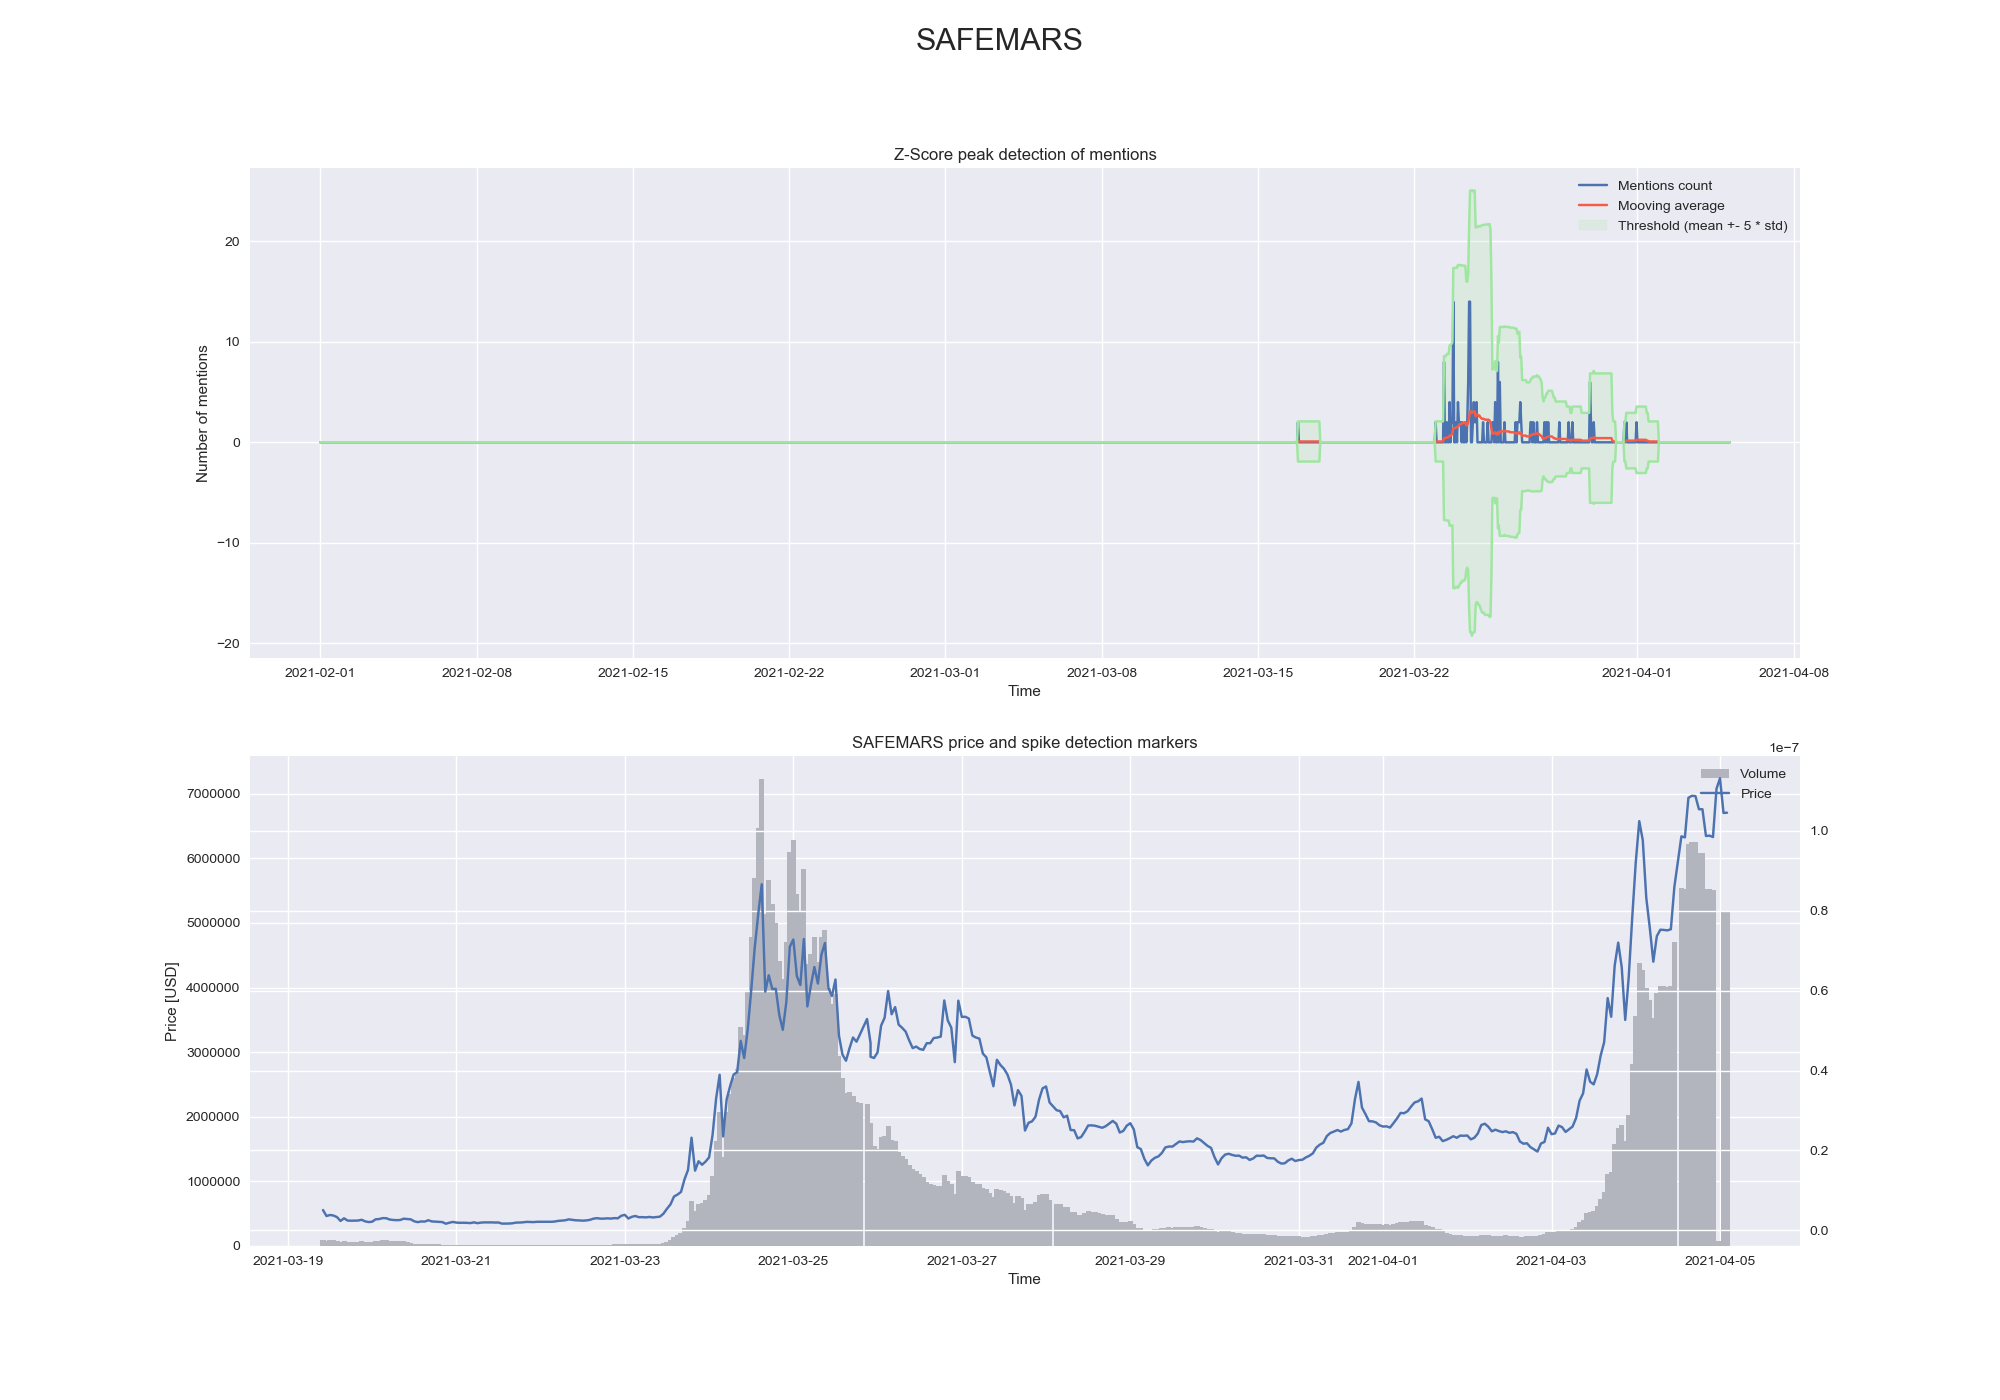 SAFEMARS
Z-Score peak detection of mentions
Mentions count
Mooving average
Threshold (mean +- 5 * std)
Number of mentions
20
10
0
−10
−20
2021-02-01 2021-02-08 2021-02-15 2021-02-22 2021-03-01 2021-03-08 2021-03-15 2021-03-22 2021-04-01 2021-04-08
Time
SAFEMARS price and spike detection markers
1e−7
Volume
Price
Price [USD]
7000000
6000000
5000000
4000000
3000000
2000000
1000000
0
1.0
0.8
0.6
0.4
0.2
0.0
2021-03-19 2021-03-21 2021-03-23 2021-03-25 2021-03-27 2021-03-29 2021-03-31 2021-04-01 2021-04-03 2021-04-05
Time